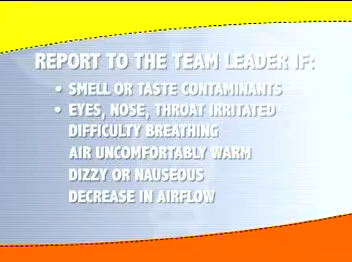 REPORT TO THE TEAM LEADER IF:
• SMELL OR TASTE CONTAMINANTS
• EYES, NOSE, THROAT IRRITATED
DIFFICULTY BREATHING
AIR UNCOMFORTABLY WARM
DIZZY OR NAUSEOUS
DECREASE IN AIRFLOW